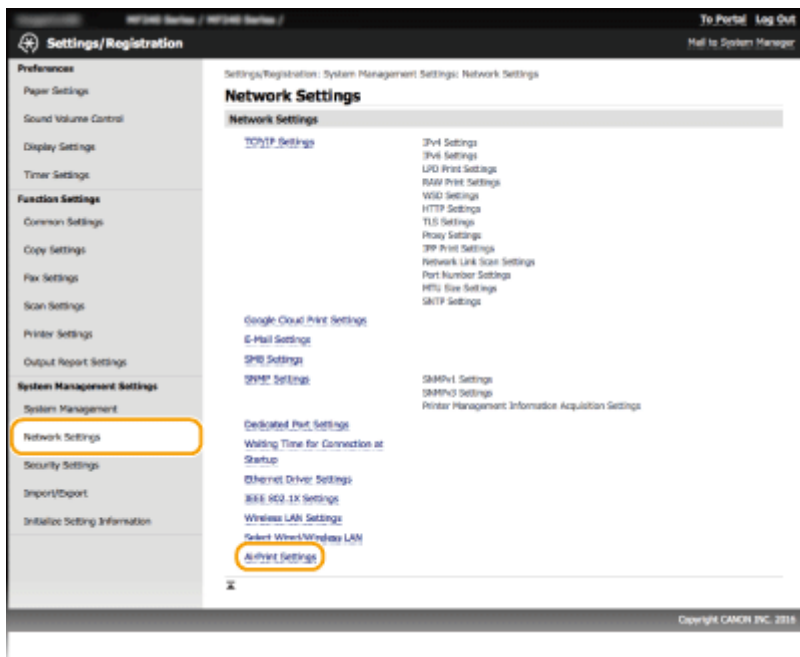 MF240 Series / MF240 Series /
To Portal Log Out
Settings/Registration
Mail to System Manager
Preferences
Paper Settings
Sound Volume Control
Display Settings
Timer Settings
Function Settings
Common Settings
Copy Settings
Fax Settings
Scan Settings
Printer Settings
Output Report Settings
System Management Settings
System Management
Network Settings
Security Settings
Import/Export
Initialize Setting Information
Settings/Registration: System Management Settings: Network Settings
Network Settings
Network Settings
TCP/IP Settings
IPv4 Settings
IPv6 Settings
LPD Print Settings
RAW Print Settings
WSD Settings
HTTP Settings
TLS Settings
Proxy Settings
IPP Print Settings
Network Link Scan Settings
Port Number Settings
MTU Size Settings
SNTP Settings
Google Cloud Print Settings
E-Mail Settings
SMB Settings
SNMP Settings
SNMPv1 Settings
SNMPv3 Settings
Printer Management Information Acquisition Settings
Dedicated Port Settings
Waiting Time for Connection at
Startup
Ethernet Driver Settings
IEEE 802.1X Settings
Wireless LAN Settings
Select Wired/Wireless LAN
AirPrint Settings
Copyright CANON INC. 2016